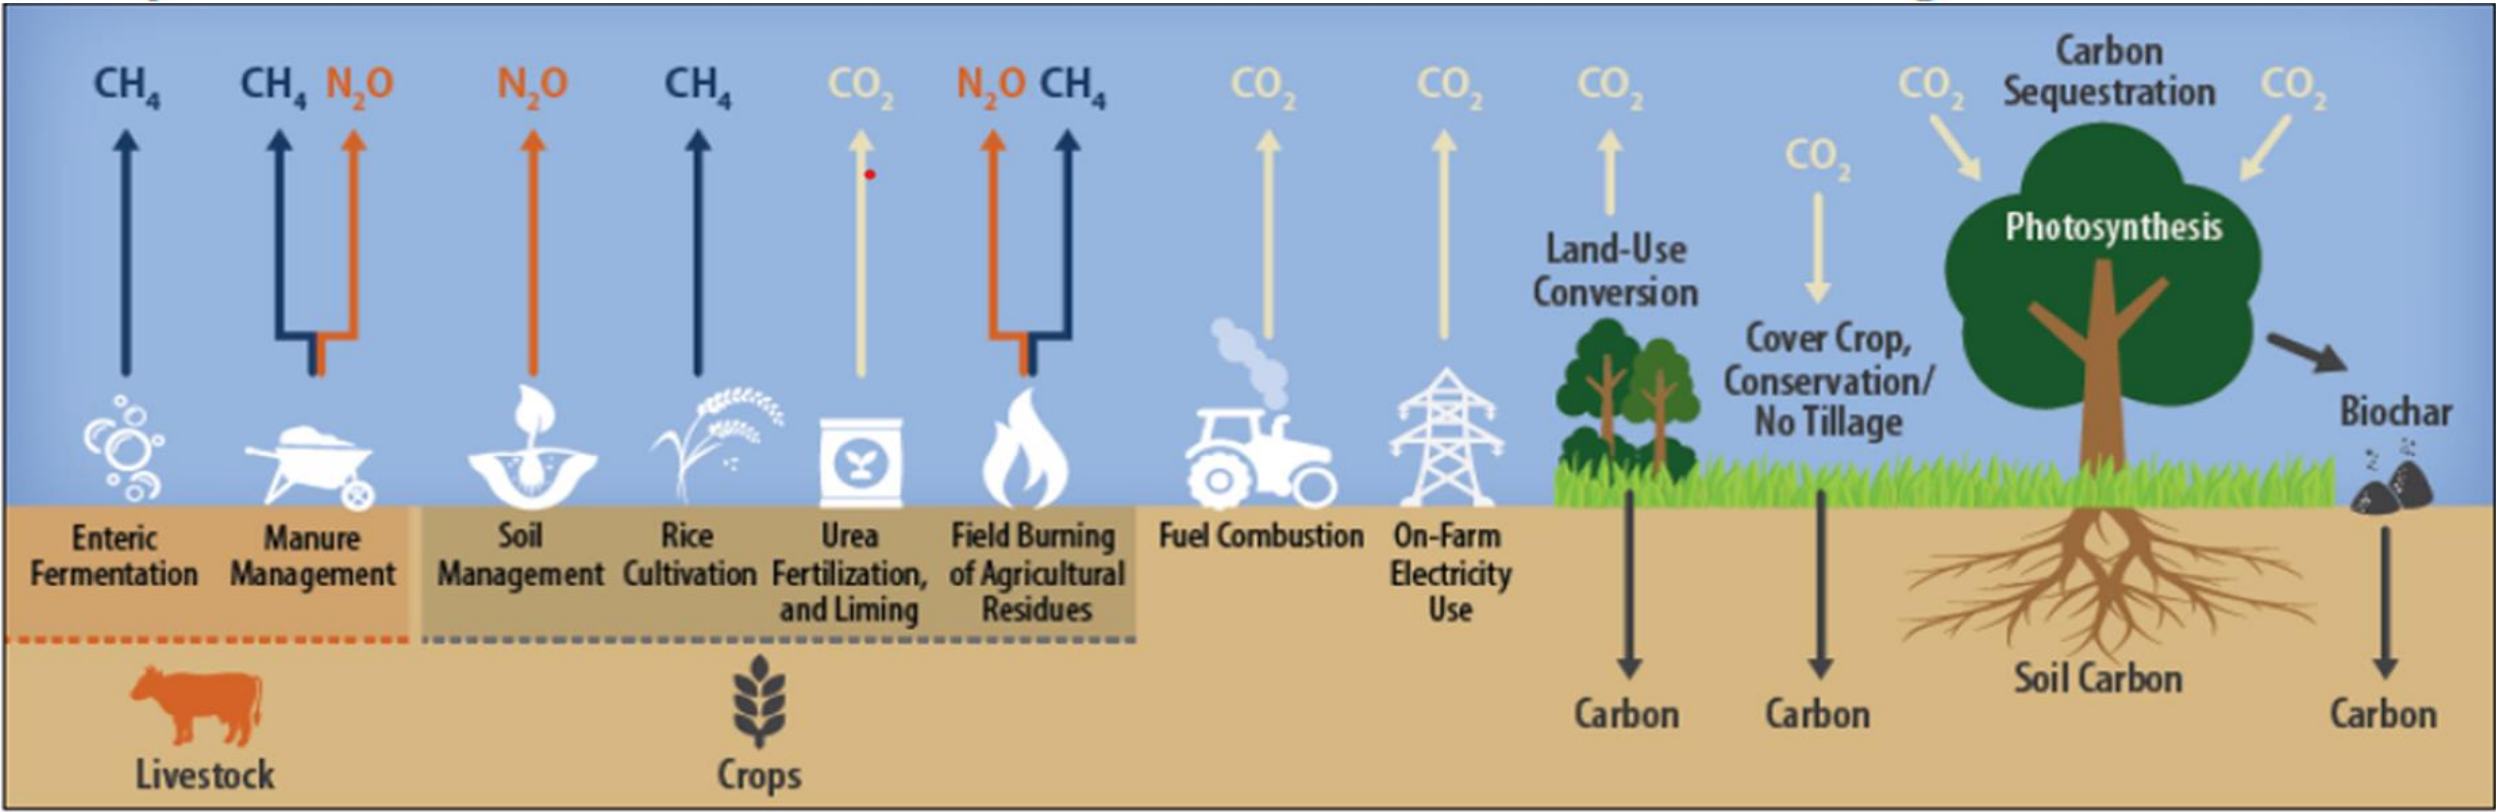 CH₄
CH₄ N₂O
N₂O
CH₄
CO₂
N₂O CH₄
CO₂
CO₂
CO₂
CO₂
CO₂
Carbon
Sequestration
CO₂
Photosynthesis
Land-Use
Conversion
Cover Crop,
Conservation/
No Tillage
Biochar
Enteric
Fermentation
Manure
Management
Soil
Management
Rice
Cultivation
Urea
Fertilization,
and Liming
Field Burning
of Agricultural
Residues
Fuel Combustion
On-Farm
Electricity
Use
Carbon
Carbon
Soil Carbon
Carbon
Livestock
Crops